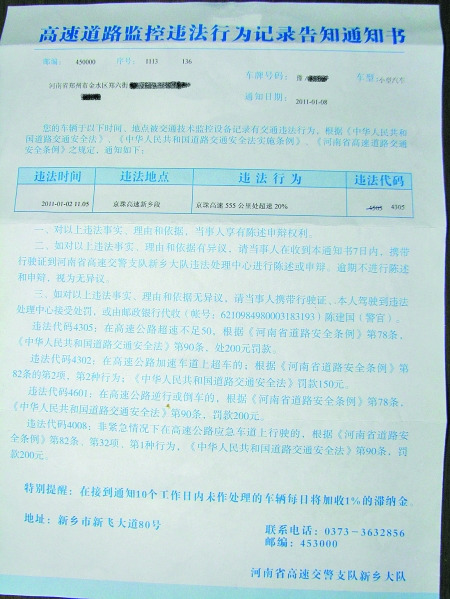 高速道路监控违法行为记录告知通知书
邮编： 450000 序号： 1113 136
河南省郑州市金水区郑六街
车牌号码： 豫 车型：小型汽车
通知日期： 2011-01-08
您的车辆于以下时间、地点被交通技术监控设备记录有交通违法行为，根据《中华人民共和
国道路交通安全法》、《中华人民共和国道路交通安全法实施条例》、《河南省高速道路交通
安全条例》之规定，通知如下：
违法时间 违法地点 违 法 行 为 违法代码
2011-01-02 11.05 京珠高速新乡段 京珠高速 555 公里处超速 20% 4305
一、对以上违法事实、理由和依据，当事人享有陈述申辩权利。
二、如对以上违法事实、理由和依据有异议，请当事人在收到本通知书7日内，携带
行驶证到河南省高速交警支队新乡大队违法处理中心进行陈述或申辩。逾期不进行陈述
和申辩，视为无异议。
三、如对以上违法事实、理由和依据无异议，请当事人携带行驶证、本人驾驶到违法
处理中心接受处罚，或由邮政银行代收（帐号；6210984980003183193）陈建国（警官）。
违法代码4305：在高速公路超速不足50，根据《河南省道路安全条例》第78条，
《中华人民共和国道路交通安全法》第90条，处200元罚款。
违法代码4302：在高速公路加速车道上超车的；根据《河南省道路安全条例》第
82条的第2项，第2种行为；《中华人民共和国道路交通安全法》罚款150元。
违法代码4601：在高速公路逆行或倒车的，根据《河南省道路安全条例》第78条，
《中华人民共和国道路交通安全法》第90条，罚款200元。
违法代码4008：非紧急情况下在高速公路应急车道上行驶的，根据《河南省道路安
全条例》第82条、第32项，第1种行为，《中华人民共和国道路交通安全法》第90条，罚
款200元。
特别提醒：在接到通知10个工作日内未作处理的车辆每日将加收1%的滞纳金。
地址：新乡市新飞大道80号
联系电话：0373-3632856
邮编：453000
河南省高速交警支队新乡大队